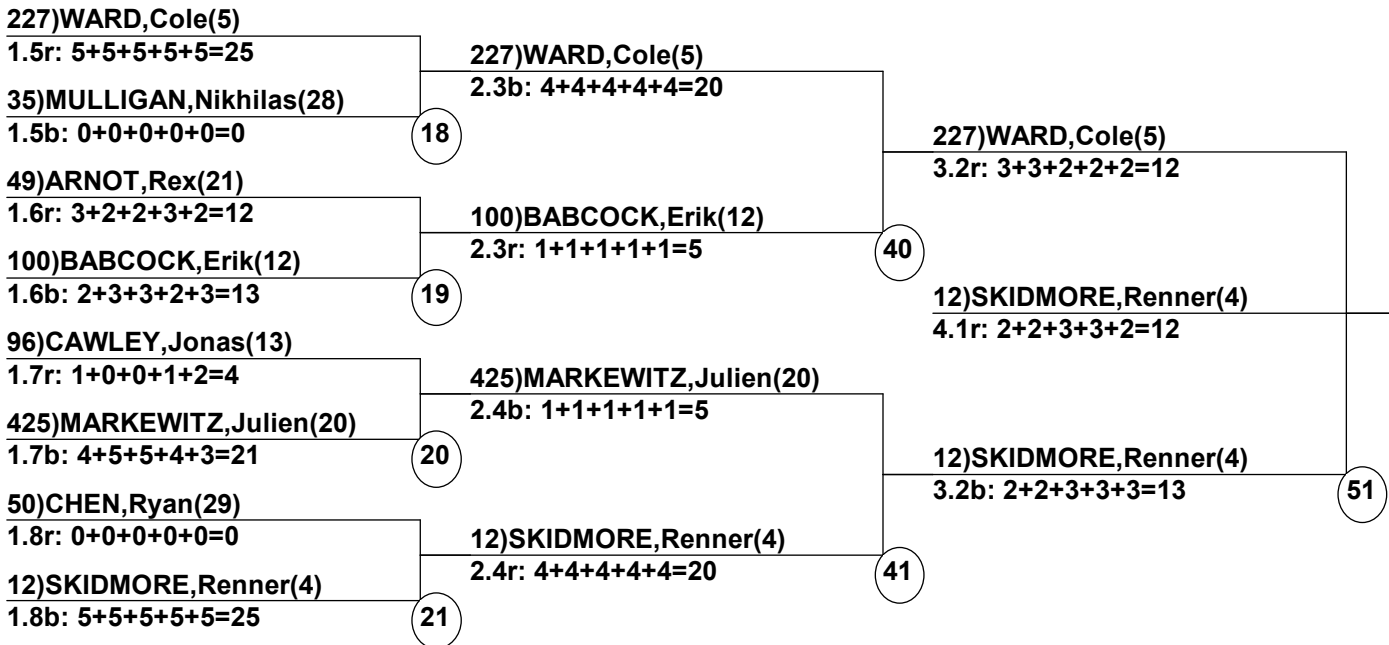 227)WARD,Cole(5)
1.5r: 5+5+5+5+5=25
35)MULLIGAN,Nikhilas(28)
1.5b: 0+0+0+0+0=0
18
49)ARNOT,Rex(21)
1.6r: 3+2+2+3+2=12
100)BABCOCK,Erik(12)
1.6b: 2+3+3+2+3=13
19
96)CAWLEY,Jonas(13)
1.7r: 1+0+0+1+2=4
425)MARKEWITZ,Julien(20)
1.7b: 4+5+5+4+3=21
20
50)CHEN,Ryan(29)
1.8r: 0+0+0+0+0=0
12)SKIDMORE,Renner(4)
1.8b: 5+5+5+5+5=25
21
227)WARD,Cole(5)
2.3b: 4+4+4+4+4=20
100)BABCOCK,Erik(12)
2.3r: 1+1+1+1+1=5
40
425)MARKEWITZ,Julien(20)
2.4b: 1+1+1+1+1=5
12)SKIDMORE,Renner(4)
2.4r: 4+4+4+4+4=20
41
227)WARD,Cole(5)
3.2r: 3+3+2+2+2=12
12)SKIDMORE,Renner(4)
4.1r: 2+2+3+3+2=12
12)SKIDMORE,Renner(4)
3.2b: 2+2+3+3+3=13
51